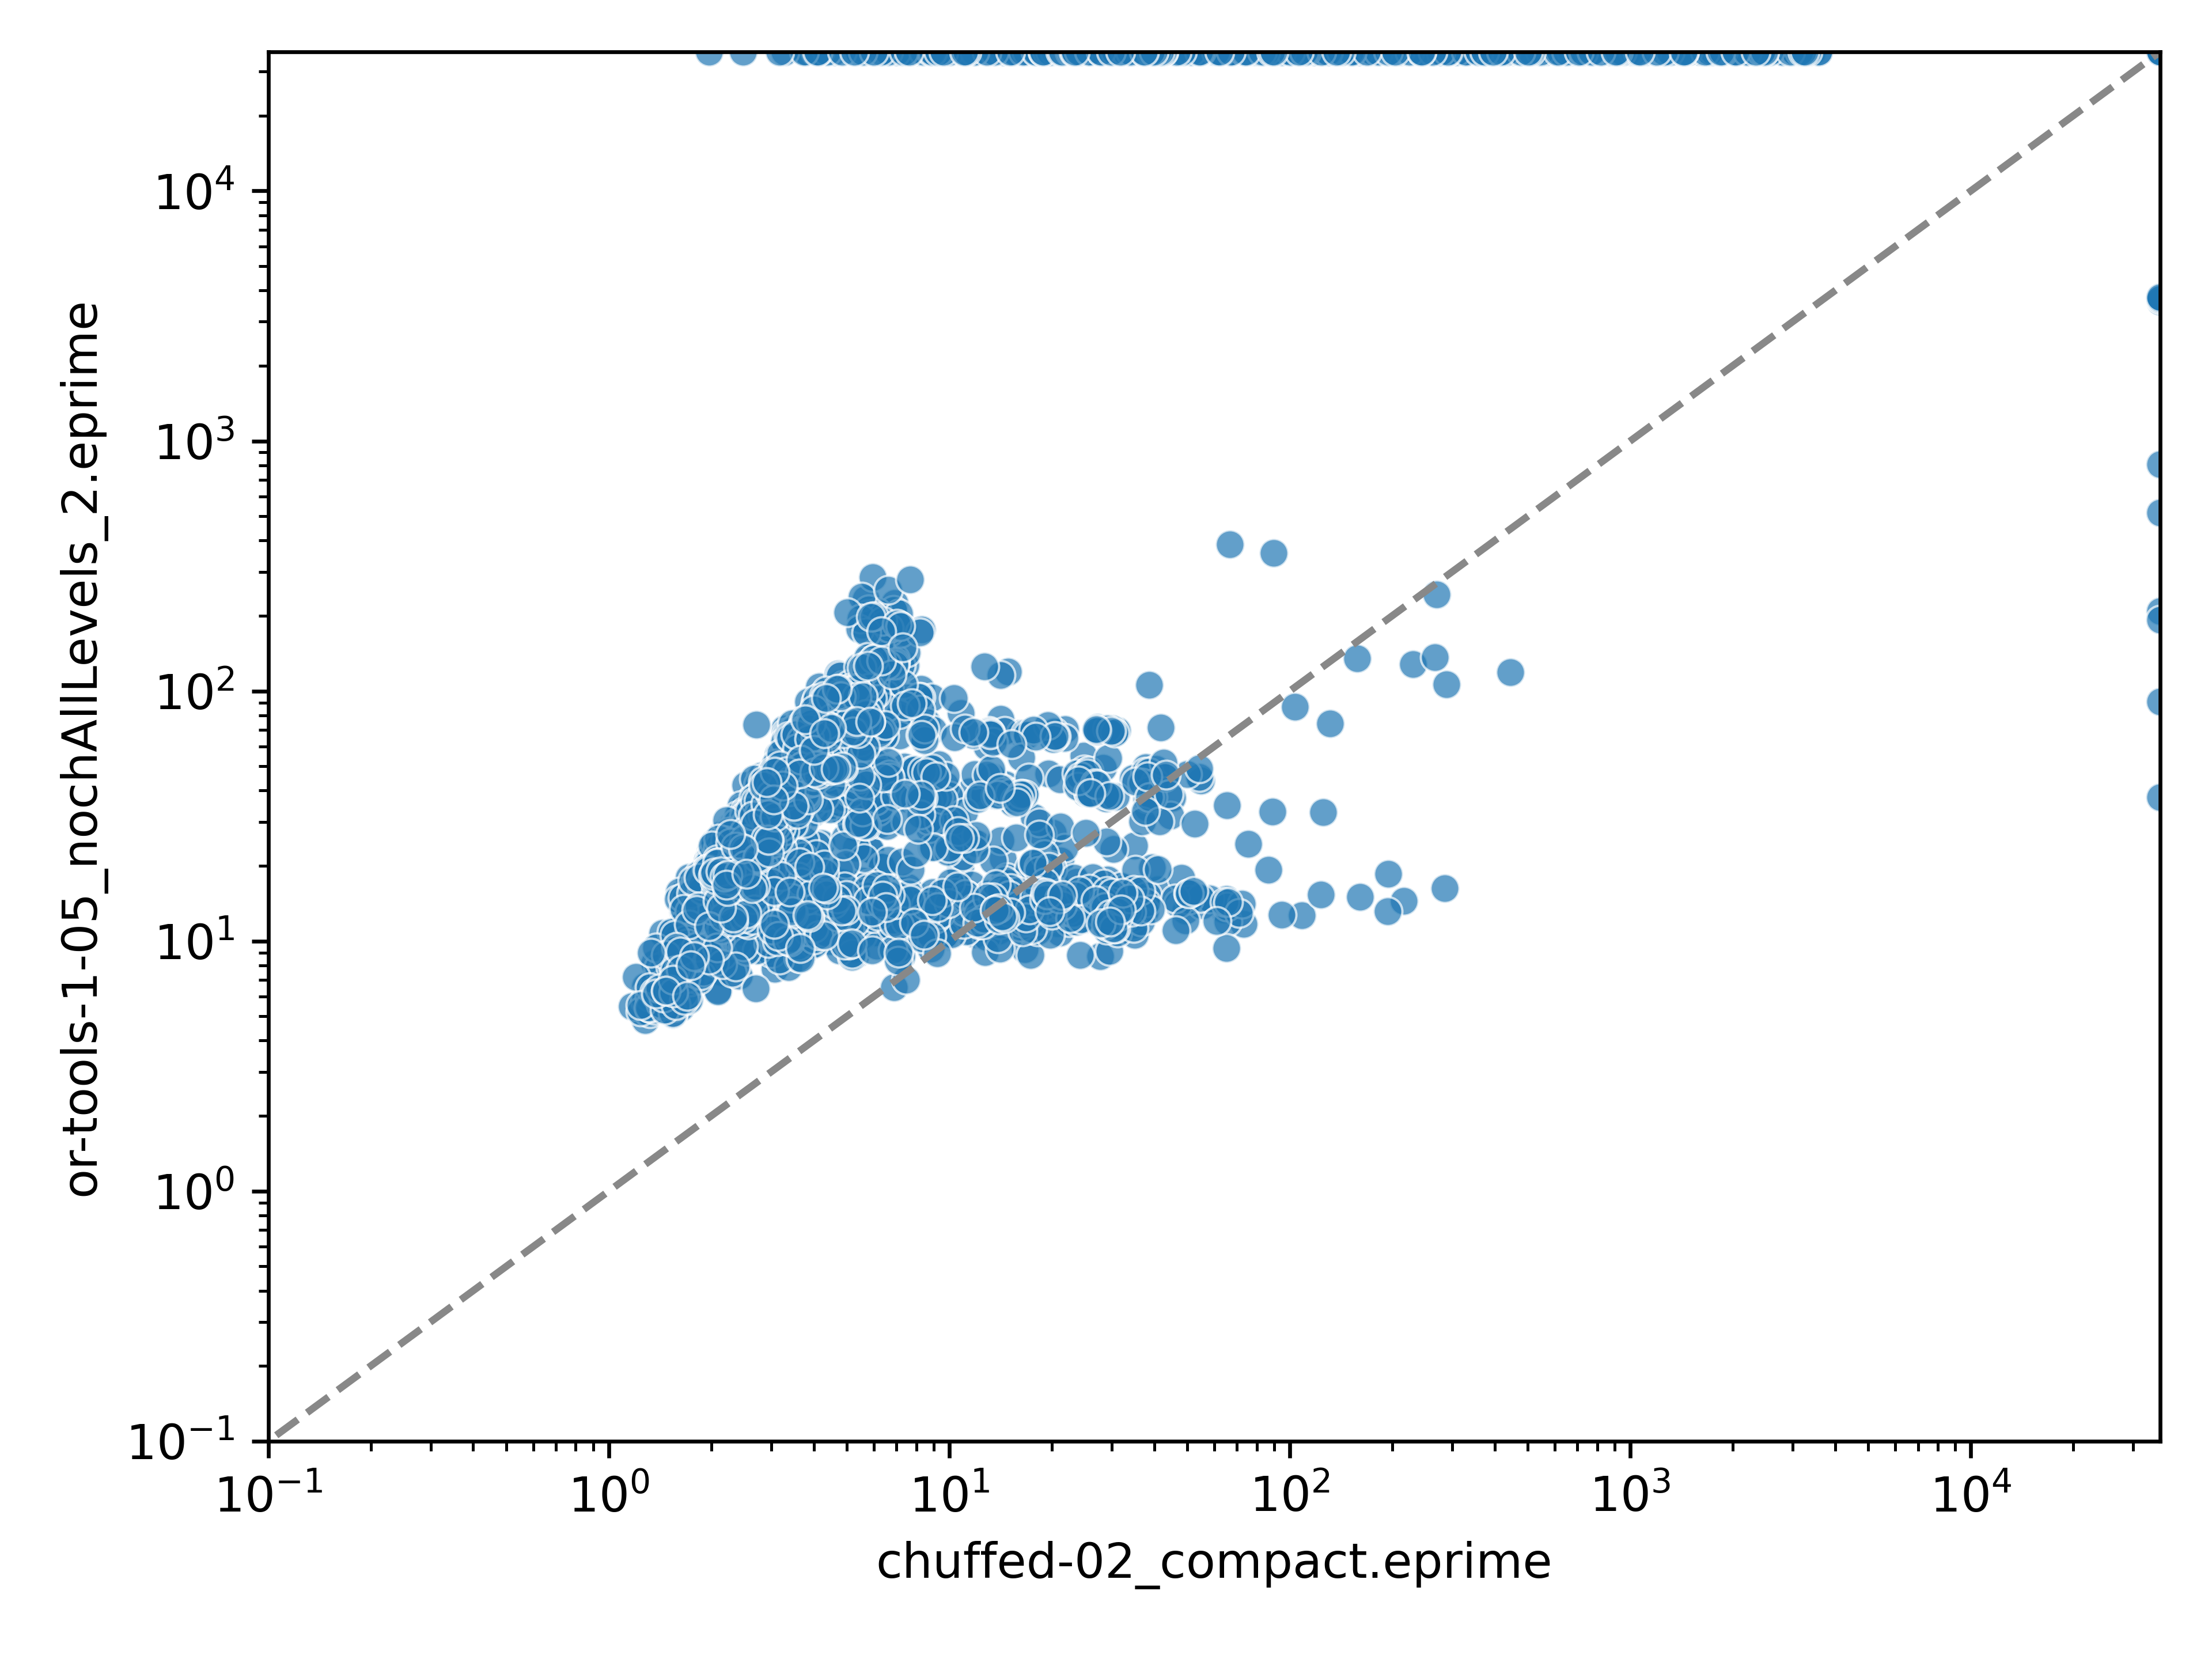 or-tools-1-05_nochAllLevels_2.eprime
10⁴
10³
10²
10¹
10⁰
10⁻¹
10⁻¹ 10⁰ 10¹ 10² 10³ 10⁴
chuffed-02_compact.eprime